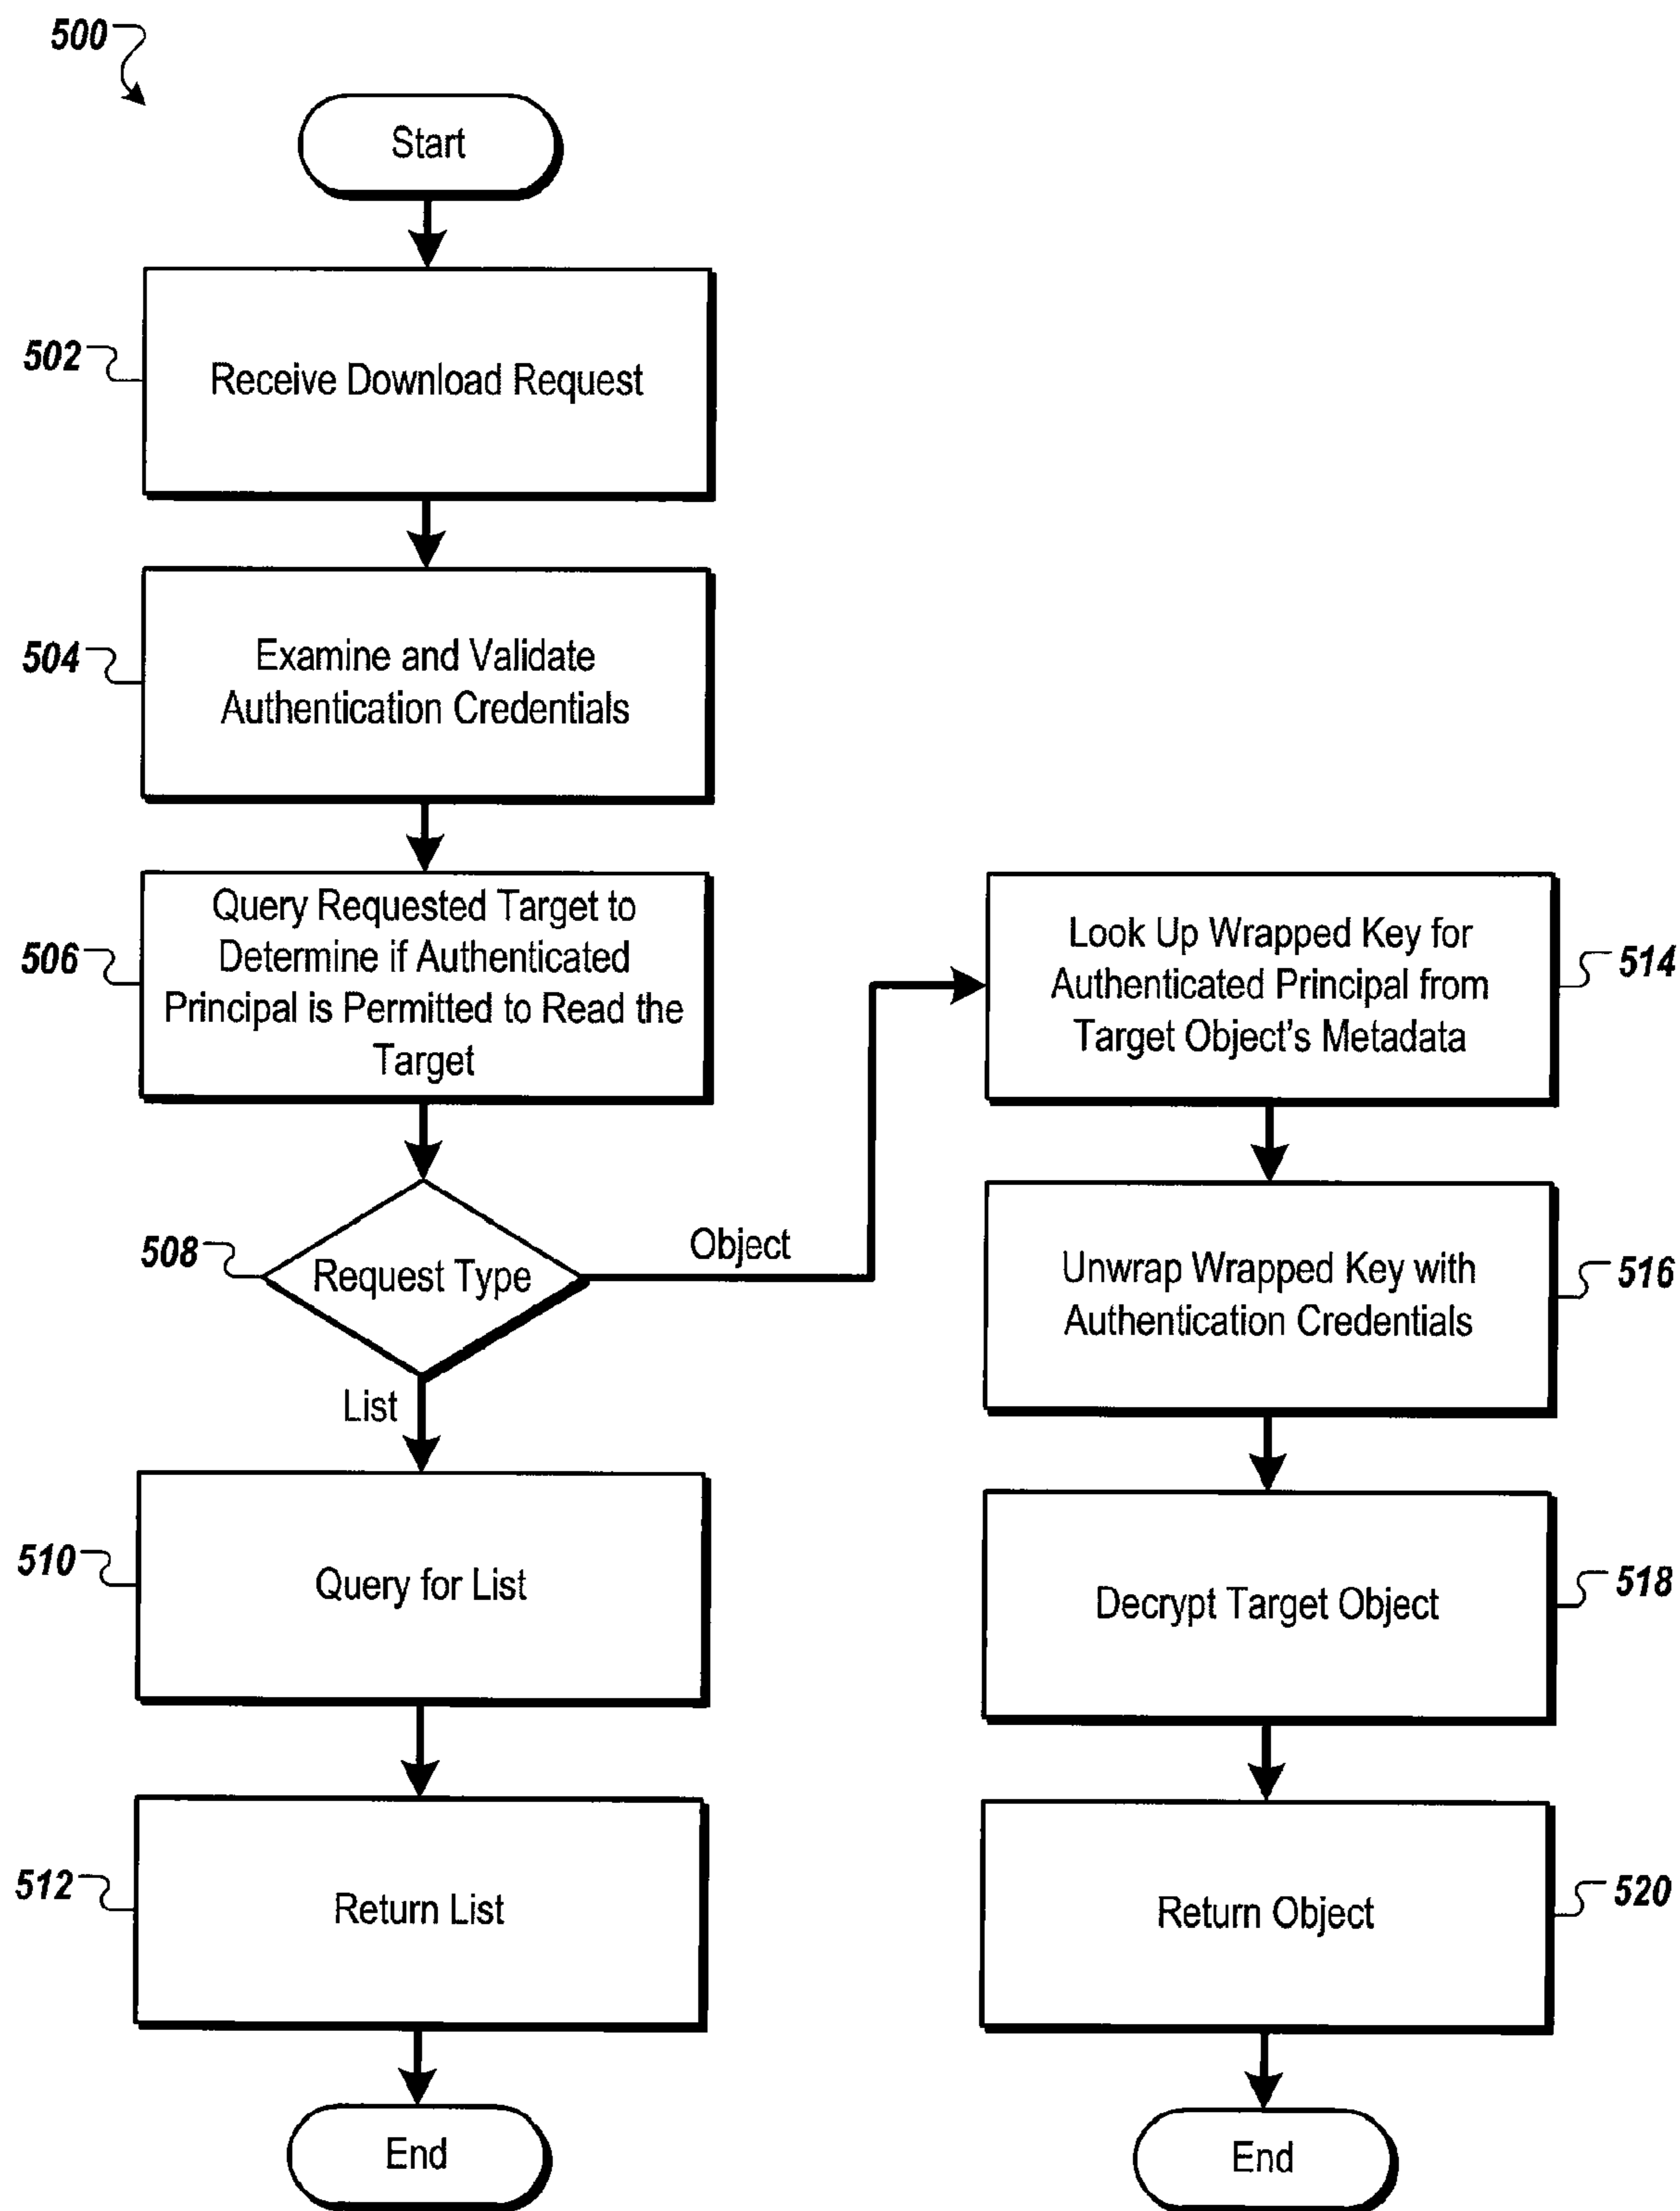 500
Start
502
Receive Download Request
504
Examine and Validate
Authentication Credentials
506
Query Requested Target to
Determine if Authenticated
Principal is Permitted to Read the
Target
508
Request Type
Object
List
510
Query for List
512
Return List
End
Look Up Wrapped Key for
Authenticated Principal from
Target Object's Metadata
514
Unwrap Wrapped Key with
Authentication Credentials
516
Decrypt Target Object
518
Return Object
520
End